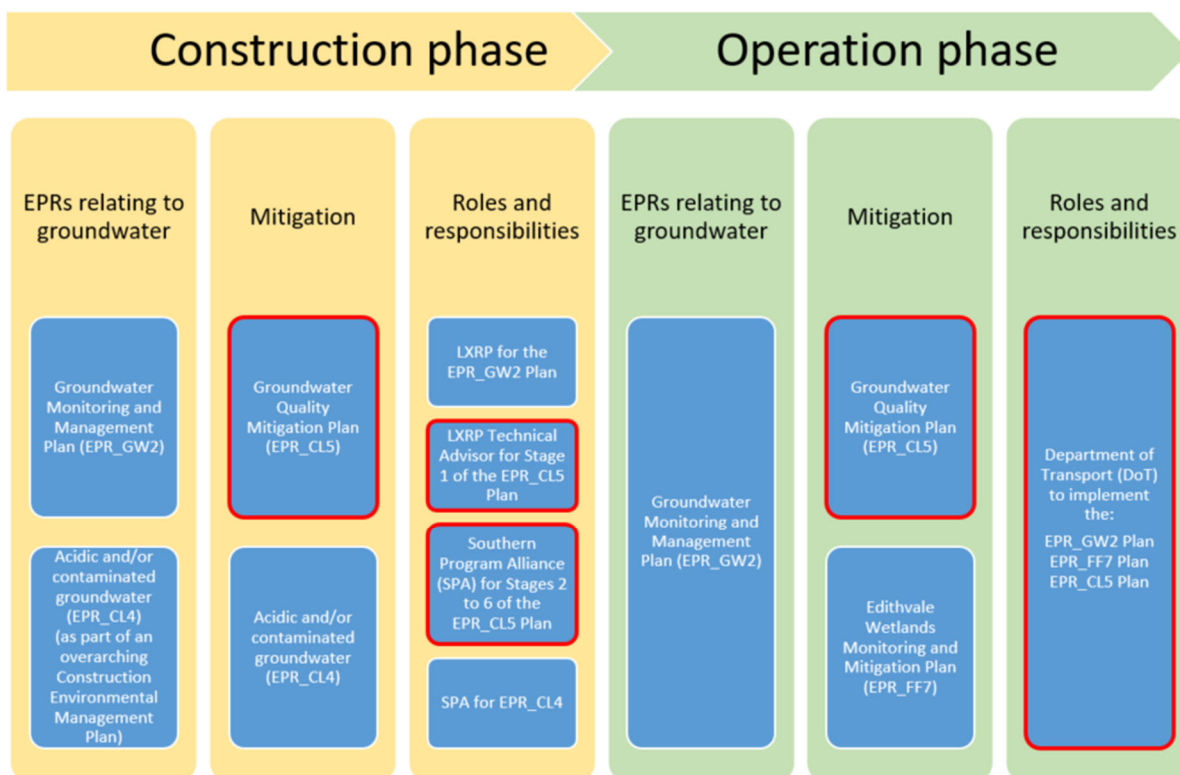 Construction phase
Operation phase
EPRs relating to
groundwater
Groundwater
Monitoring and
Management
Plan (EPR_GW2)
Acidic and/or
contaminated
groundwater
(EPR_CL4)
(as part of an
overarching
Construction
Environmental
Management
Plan)
Mitigation
Groundwater
Quality
Mitigation Plan
(EPR_CL5)
Acidic and/or
contaminated
groundwater
(EPR_CL4)
Roles and
responsibilities
LXRP for the
EPR_GW2 Plan
LXRP Technical
Advisor for Stage
1 of the EPR_CL5
Plan
Southern
Program Alliance
(SPA) for Stages 2
to 6 of the
EPR_CL5 Plan
SPA for EPR_CL4
EPRs relating to
groundwater
Groundwater
Monitoring and
Management
Plan (EPR_GW2)
Mitigation
Groundwater
Quality
Mitigation Plan
(EPR_CL5)
Edithvale
Wetlands
Monitoring and
Mitigation Plan
(EPR_FF7)
Roles and
responsibilities
Department of
Transport (DoT)
to implement
the:
EPR_GW2 Plan
EPR_FF7 Plan
EPR_CL5 Plan